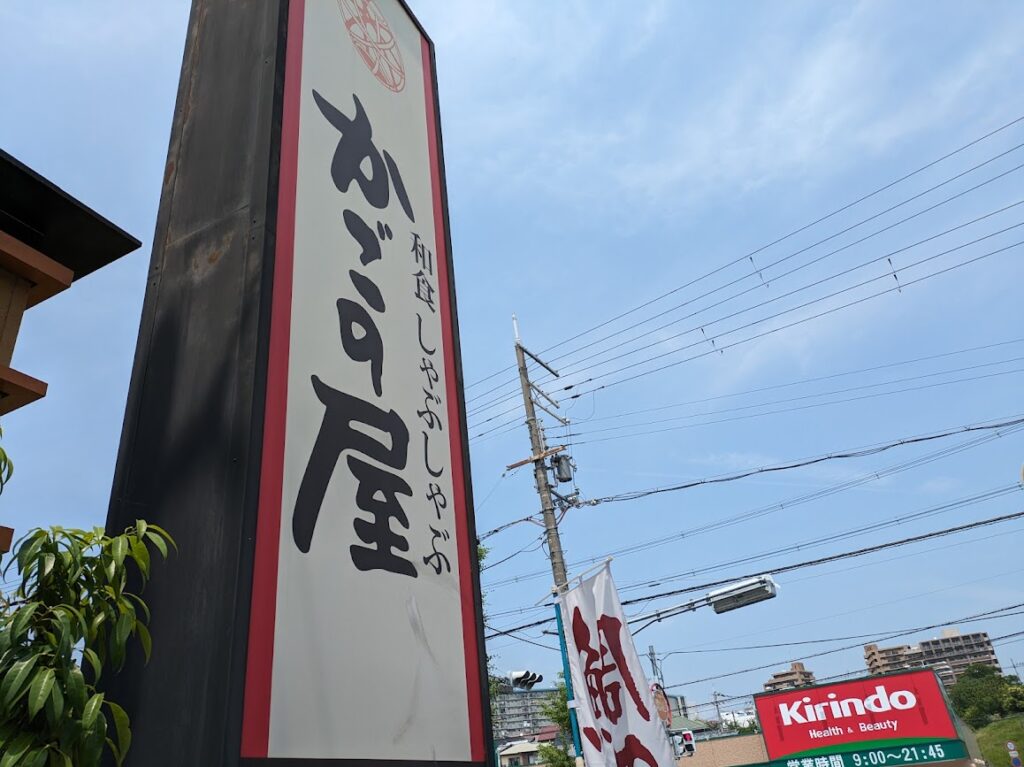 かごの屋
和食 しゃぶしゃぶ
Kirindo
Health & Beauty
営業時間 9:00～21:45